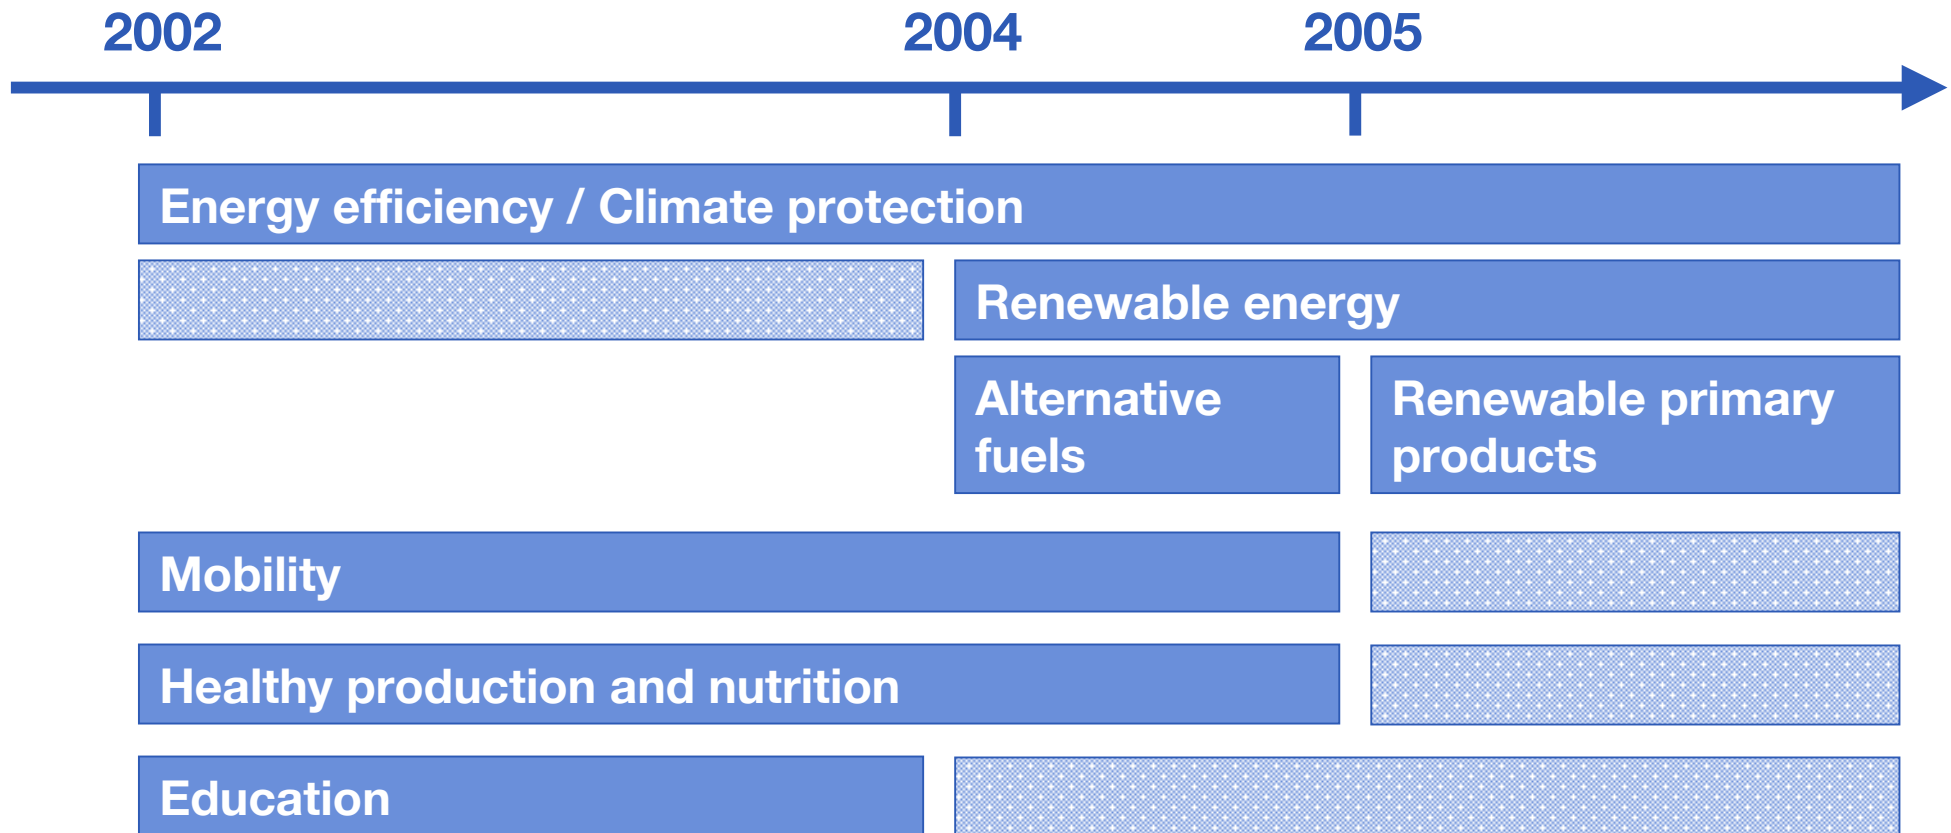 2002 2004 2005
Energy efficiency / Climate protection
Renewable energy
Alternative
fuels
Renewable primary
products
Mobility
Healthy production and nutrition
Education